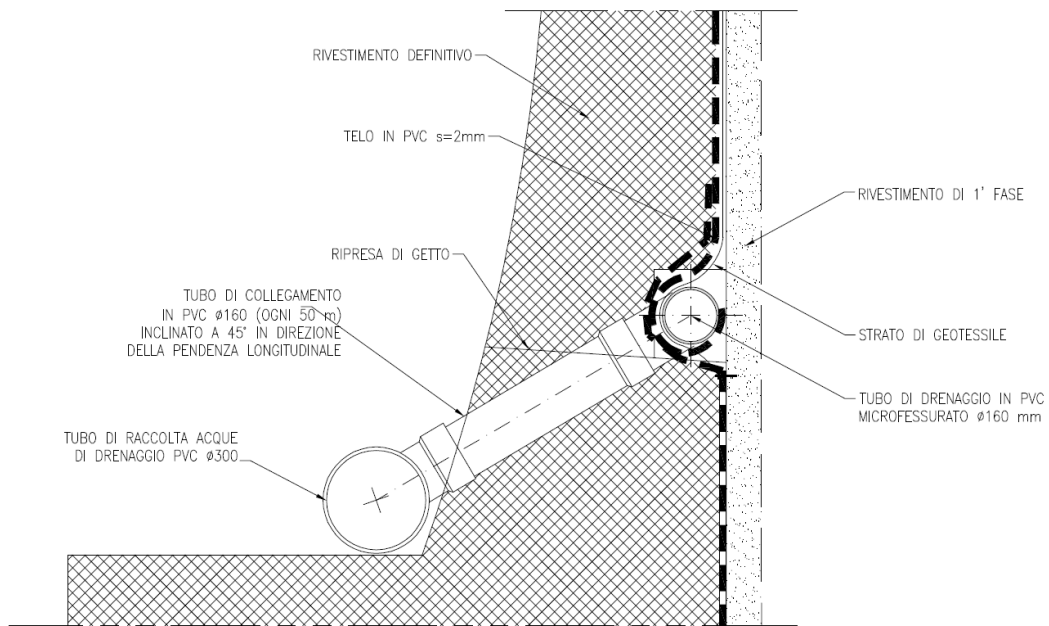 RIVESTIMENTO DEFINITIVO
TELO IN PVC s=2mm
RIVESTIMENTO DI 1' FASE
RIPRESA DI GETTO
TUBO DI COLLEGAMENTO
IN PVC ø160 (OGNI 50 m)
INCLINATO A 45° IN DIREZIONE
DELLA PENDENZA LONGITUDINALE
STRATO DI GEOTESSILE
TUBO DI DRENAGGIO IN PVC
MICROFESSURATO ø160 mm
TUBO DI RACCOLTA ACQUE
DI DRENAGGIO PVC ø300